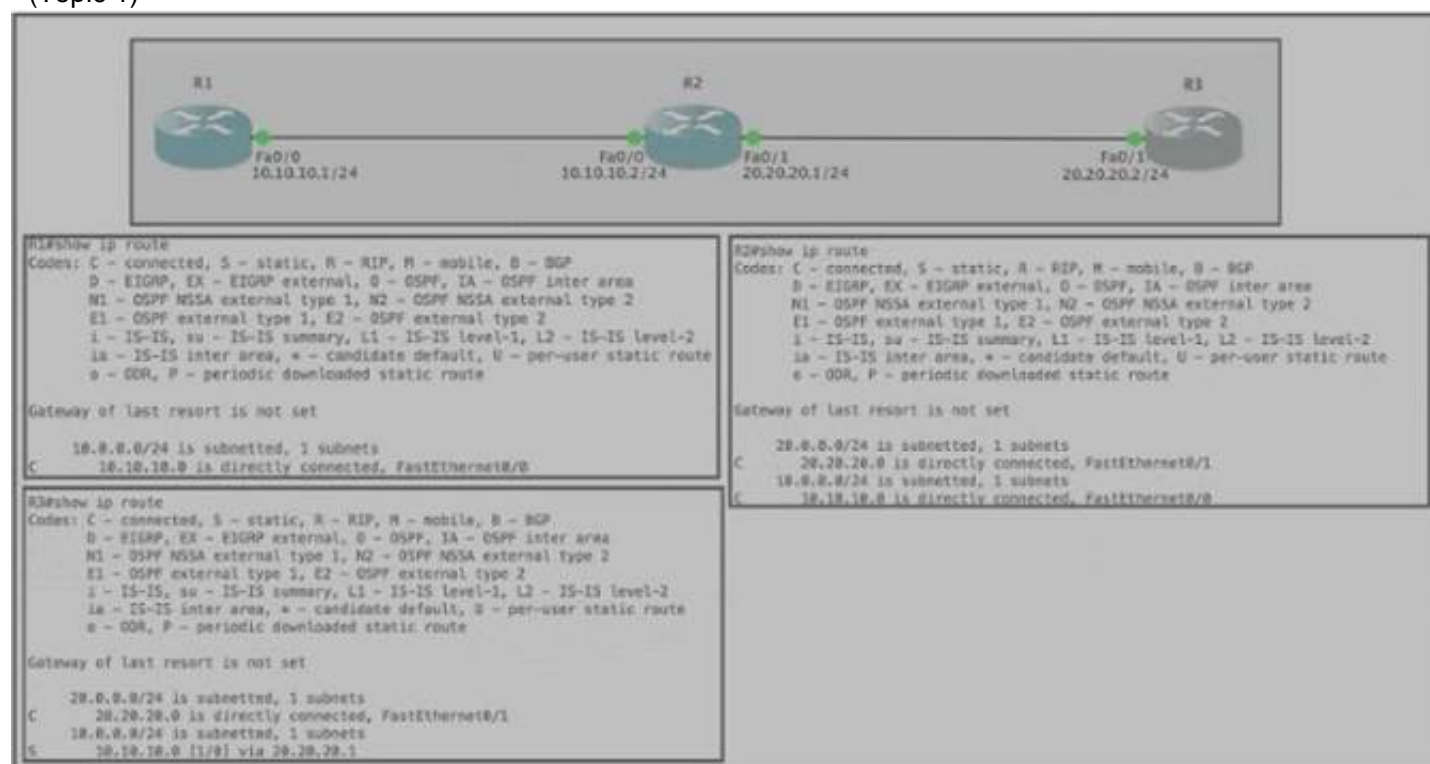 R1
R2
R3
Fa0/0
10.10.10.1/24
Fa0/0
10.10.10.2/24
Fa0/1
20.20.20.1/24
Fa0/1
20.20.20.2/24
R1#show ip route
Codes: C - connected, S - static, R - RIP, M - mobile, B - BGP
D - EIGRP, EX - EIGRP external, O - OSPF, IA - OSPF inter area
N1 - OSPF NSSA external type 1, N2 - OSPF NSSA external type 2
E1 - OSPF external type 1, E2 - OSPF external type 2
i - IS-IS, su - IS-IS summary, L1 - IS-IS level-1, L2 - IS-IS level-2
ia - IS-IS inter area, * - candidate default, U - per-user static route
o - ODR, P - periodic downloaded static route
Gateway of last resort is not set
10.0.0.0/24 is subnetted, 1 subnets
C 10.10.10.0 is directly connected, FastEthernet0/0
R2#show ip route
Codes: C - connected, S - static, R - RIP, M - mobile, B - BGP
D - EIGRP, EX - EIGRP external, O - OSPF, IA - OSPF inter area
N1 - OSPF NSSA external type 1, N2 - OSPF NSSA external type 2
E1 - OSPF external type 1, E2 - OSPF external type 2
i - IS-IS, su - IS-IS summary, L1 - IS-IS level-1, L2 - IS-IS level-2
ia - IS-IS inter area, * - candidate default, U - per-user static route
o - ODR, P - periodic downloaded static route
Gateway of last resort is not set
20.0.0.0/24 is subnetted, 1 subnets
C 20.20.20.0 is directly connected, FastEthernet0/1
10.0.0.0/24 is subnetted, 1 subnets
C 10.10.10.0 is directly connected, FastEthernet0/0
R3#show ip route
Codes: C - connected, S - static, R - RIP, M - mobile, B - BGP
D - EIGRP, EX - EIGRP external, O - OSPF, IA - OSPF inter area
N1 - OSPF NSSA external type 1, N2 - OSPF NSSA external type 2
E1 - OSPF external type 1, E2 - OSPF external type 2
i - IS-IS, su - IS-IS summary, L1 - IS-IS level-1, L2 - IS-IS level-2
ia - IS-IS inter area, * - candidate default, U - per-user static route
o - ODR, P - periodic downloaded static route
Gateway of last resort is not set
20.0.0.0/24 is subnetted, 1 subnets
C 20.20.20.0 is directly connected, FastEthernet0/1
10.0.0.0/24 is subnetted, 1 subnets
S 10.10.10.0 [1/0] via 20.20.20.1